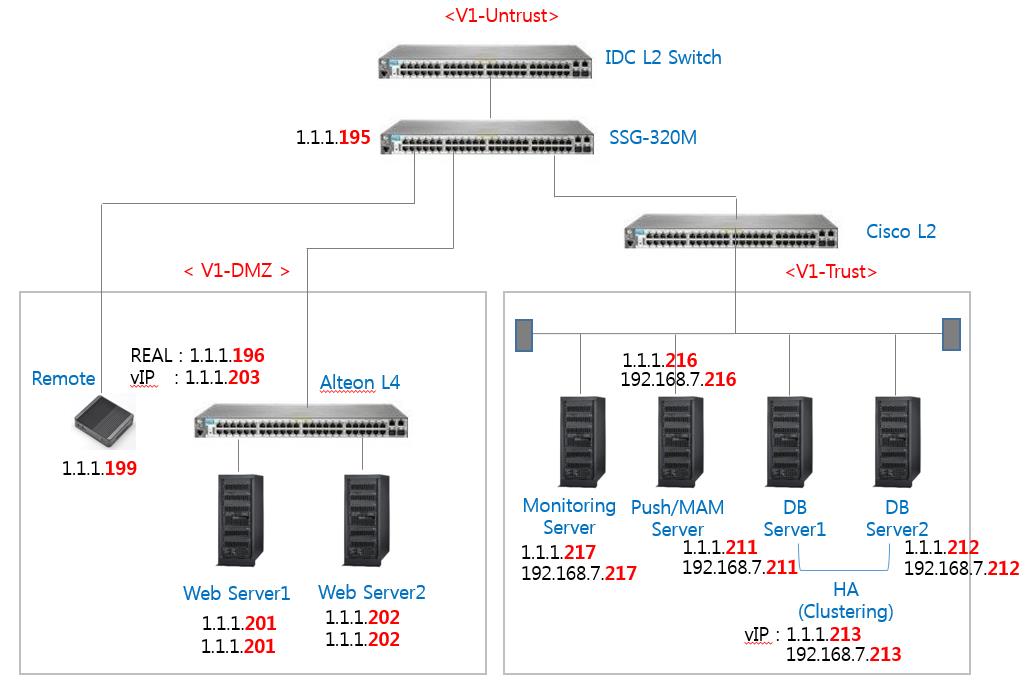 <V1-Untrust>
IDC L2 Switch
1.1.1.195
SSG-320M
Cisco L2
< V1-DMZ >
<V1-Trust>
REAL : 1.1.1.196
vIP : 1.1.1.203
Remote
Alteon L4
1.1.1.199
Web Server1
1.1.1.201
1.1.1.201
Web Server2
1.1.1.202
1.1.1.202
1.1.1.216
192.168.7.216
Monitoring
Server
1.1.1.217
192.168.7.217
Push/MAM
Server
DB
Server1
1.1.1.211
192.168.7.211
DB
Server2
1.1.1.212
192.168.7.212
HA
(Clustering)
vIP : 1.1.1.213
192.168.7.213